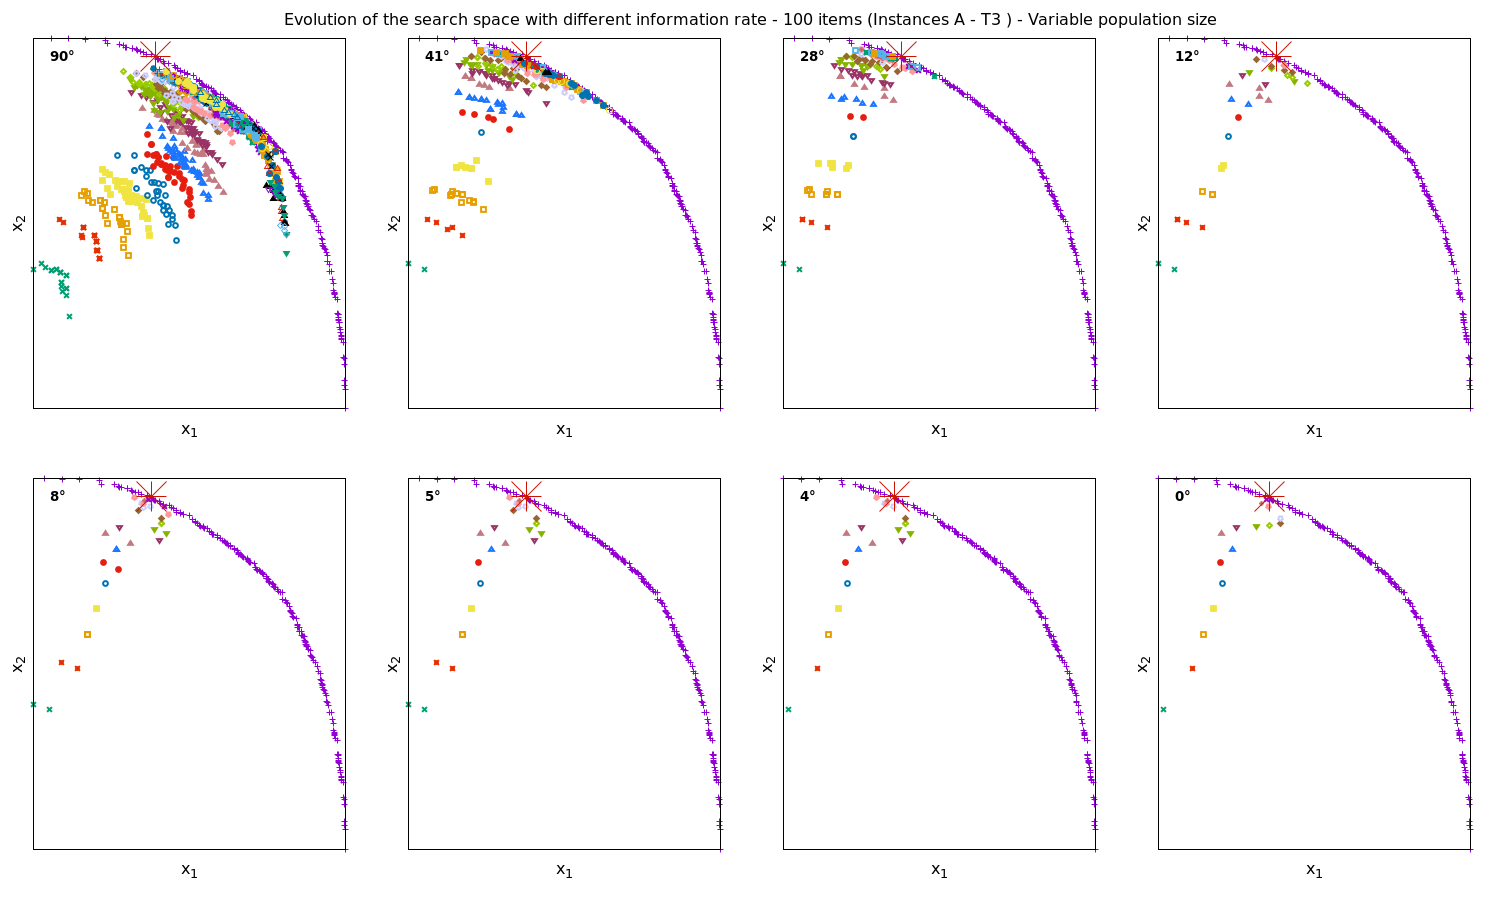 Evolution of the search space with different information rate - 100 items (Instances A - T3 ) - Variable population size
90°
41°
28°
12°
x2
x2
x2
x2
x1
x1
x1
x1
8°
5°
4°
0°
x2
x2
x2
x2
x1
x1
x1
x1